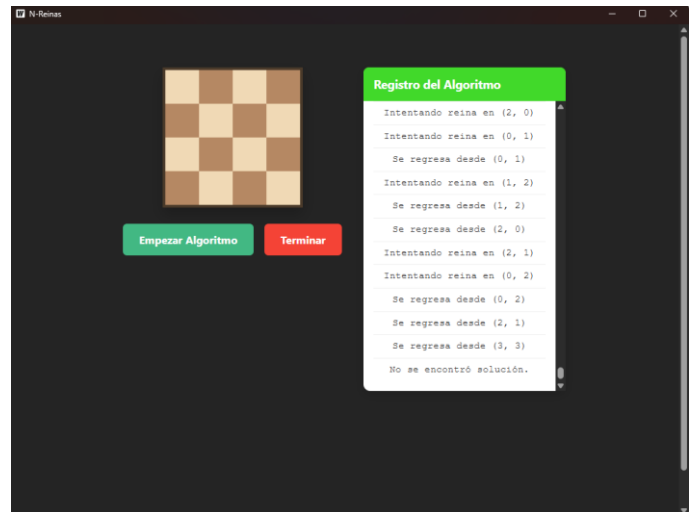 N-Reinas
Registro del Algoritmo
Intentando reina en (2, 0)
Intentando reina en (0, 1)
Se regresa desde (0, 1)
Intentando reina en (1, 2)
Se regresa desde (1, 2)
Se regresa desde (2, 0)
Intentando reina en (2, 1)
Intentando reina en (0, 2)
Se regresa desde (0, 2)
Se regresa desde (2, 1)
Se regresa desde (3, 3)
No se encontró solución.
Empezar Algoritmo
Terminar